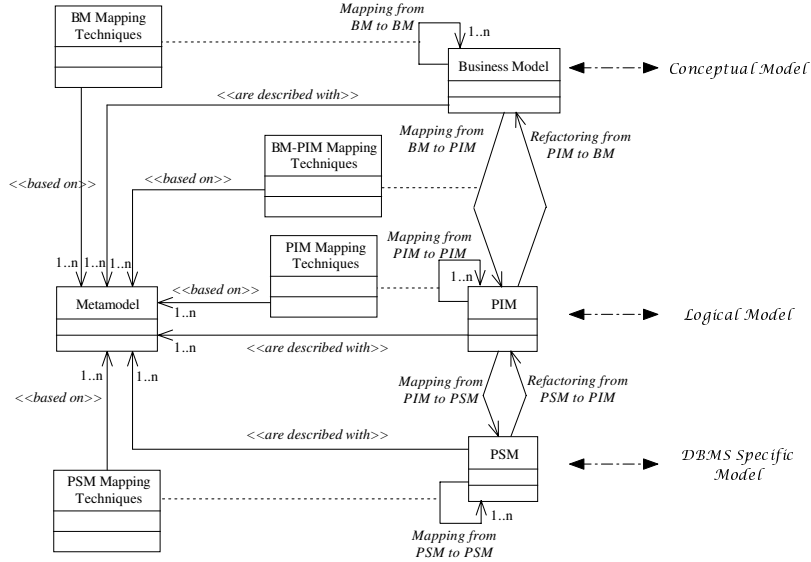 BM Mapping
Techniques
Mapping from
BM to BM
1..n
Business Model
Conceptual Model
<<are described with>>
Mapping from
BM to PIM
Refactoring from
PIM to BM
BM-PIM Mapping
Techniques
<<based on>>
<<based on>>
PIM Mapping
Techniques
Mapping from
PIM to PIM
1..n
1..n
1..n
1..n
<<based on>>
Metamodel
1..n
PIM
Logical Model
1..n
<<are described with>>
1..n
1..n
Mapping from
PIM to PSM
Refactoring from
PSM to PIM
<<based on>>
<<are described with>>
PSM
DBMS Specific
Model
PSM Mapping
Techniques
1..n
Mapping from
PSM to PSM